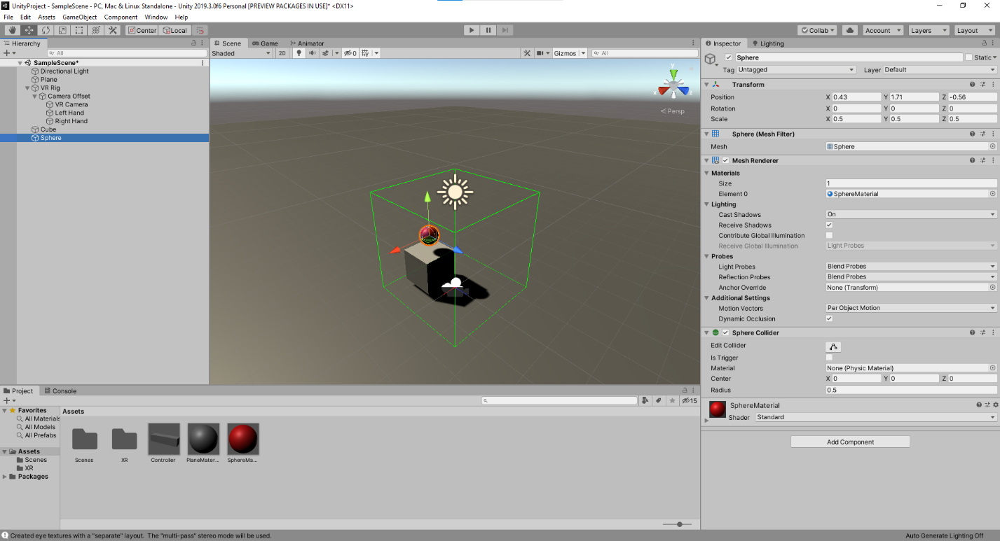 UnityProject - SampleScene - PC, Mac & Linux Standalone - Unity 2019.3.0f6 Personal [PREVIEW PACKAGES IN USE]* <DX11>
File Edit Assets GameObject Component Window Help
Center Local Collab Account Layers Layout
Hierarchy
All
SampleScene*
Directional Light
Plane
VR Rig
Camera Offset
VR Camera
Left Hand
Right Hand
Cube
Sphere
Scene Game Animator
Shaded 2D 0 Gizmos All
y
x z
Persp
Inspector Lighting
Sphere Static
Tag Untagged Layer Default
Transform
Position X 0.43 Y 1.71 Z -0.56
Rotation X 0 Y 0 Z 0
Scale X 0.5 Y 0.5 Z 0.5
Sphere (Mesh Filter)
Mesh Sphere
Mesh Renderer
Materials
Size 1
Element 0 SphereMaterial
Lighting
Cast Shadows On
Receive Shadows
Contribute Global Illumination
Receive Global Illumination Light Probes
Probes
Light Probes Blend Probes
Reflection Probes Blend Probes
Anchor Override None (Transform)
Additional Settings
Motion Vectors Per Object Motion
Dynamic Occlusion
Sphere Collider
Edit Collider
Is Trigger
Material None (Physic Material)
Center X 0 Y 0 Z 0
Radius 0.5
SphereMaterial
Shader Standard
Add Component
Project Console
15
Favorites
All Materials
All Models
All Prefabs
Assets
Scenes
XR
Packages
Assets
Scenes XR Controller PlaneMater... SphereMa...
Created eye textures with a "separate" layout. The "multi-pass" stereo mode will be used.
Auto Generate Lighting Off